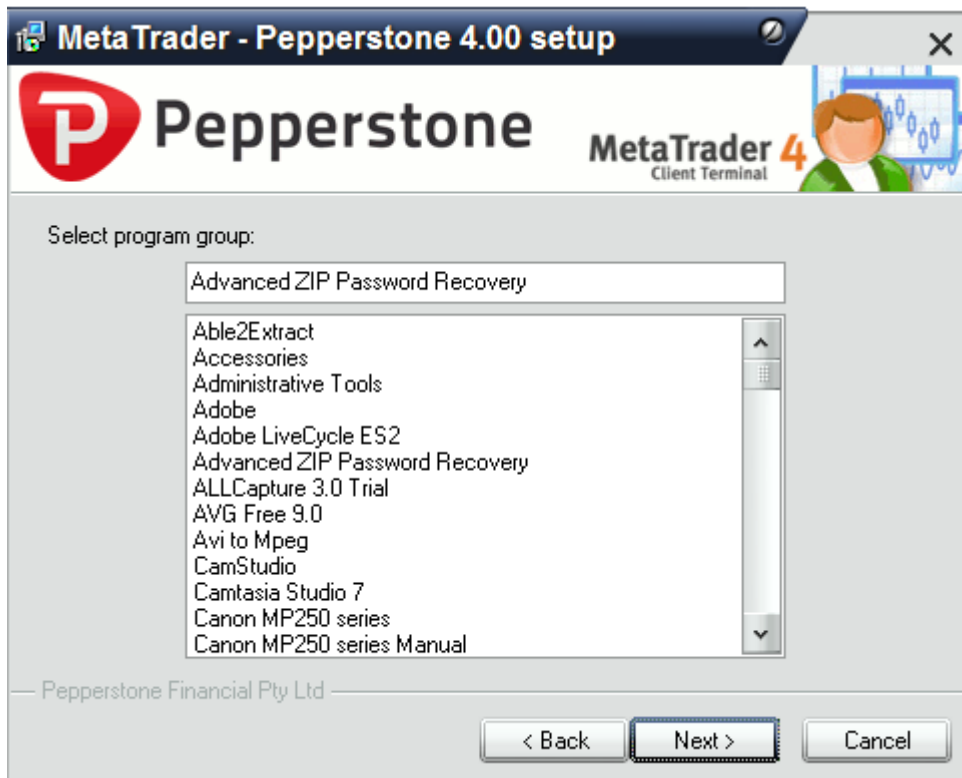 MetaTrader - Pepperstone 4.00 setup
Pepperstone
MetaTrader 4
Client Terminal
Select program group:
Advanced ZIP Password Recovery
Able2Extract
Accessories
Administrative Tools
Adobe
Adobe LiveCycle ES2
Advanced ZIP Password Recovery
ALLCapture 3.0 Trial
AVG Free 9.0
Avi to Mpeg
CamStudio
Camtasia Studio 7
Canon MP250 series
Canon MP250 series Manual
Pepperstone Financial Pty Ltd
< Back Next > Cancel